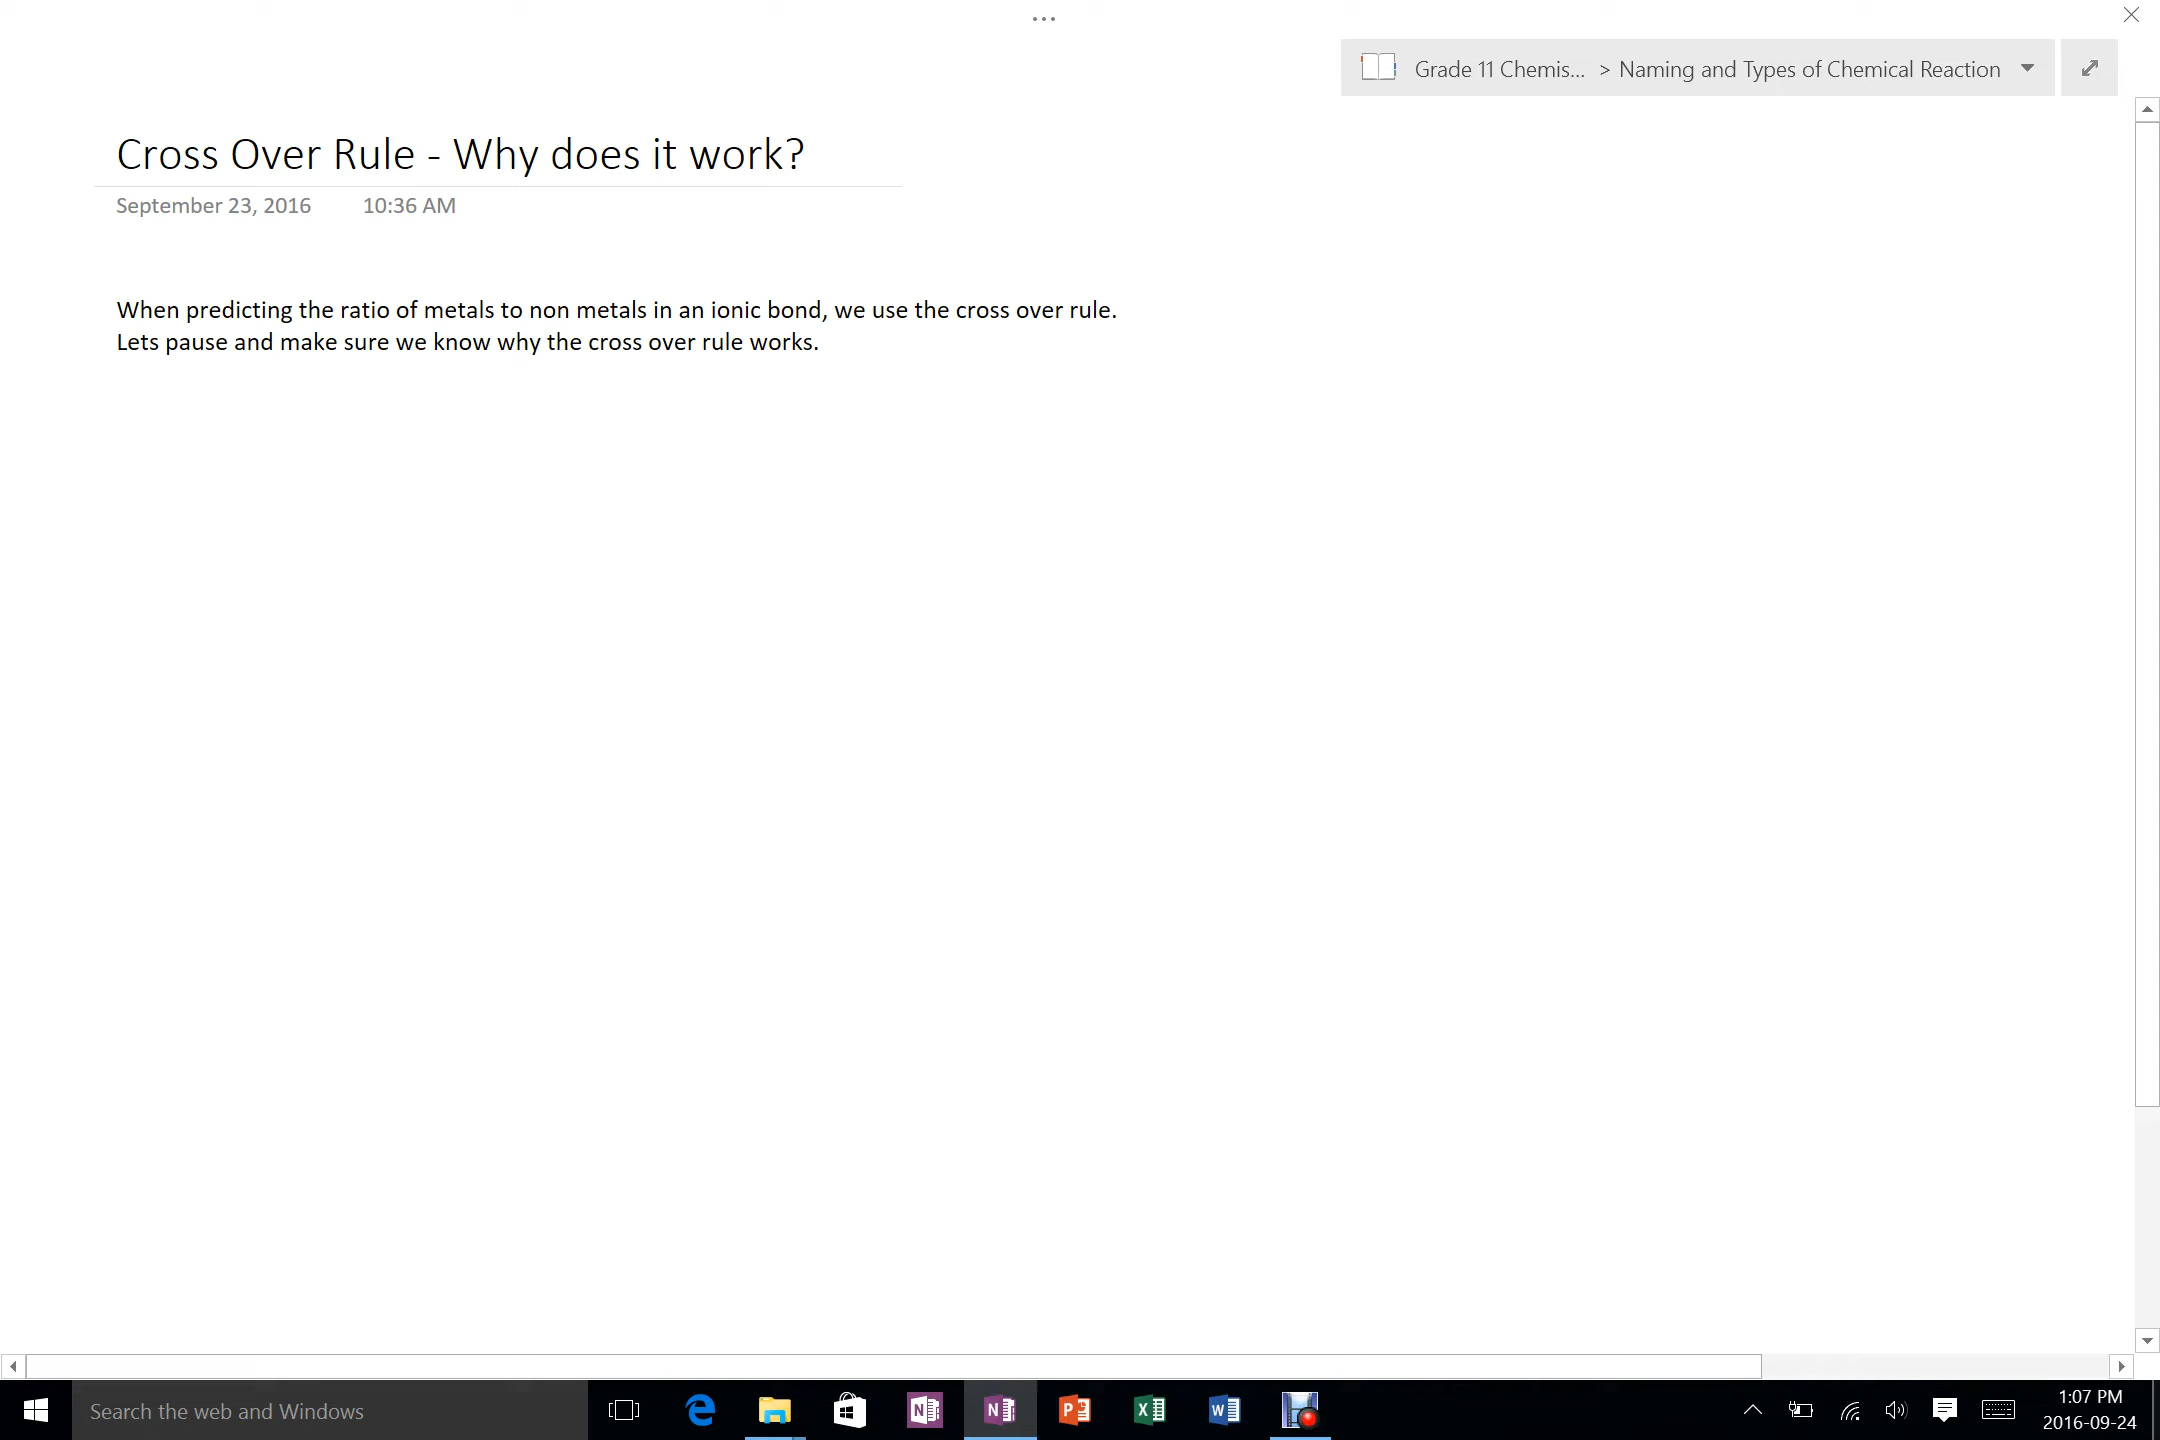 Grade 11 Chemis... > Naming and Types of Chemical Reaction
Cross Over Rule - Why does it work?
September 23, 2016 10:36 AM
When predicting the ratio of metals to non metals in an ionic bond, we use the cross over rule.
Lets pause and make sure we know why the cross over rule works.
Search the web and Windows
1:07 PM
2016-09-24